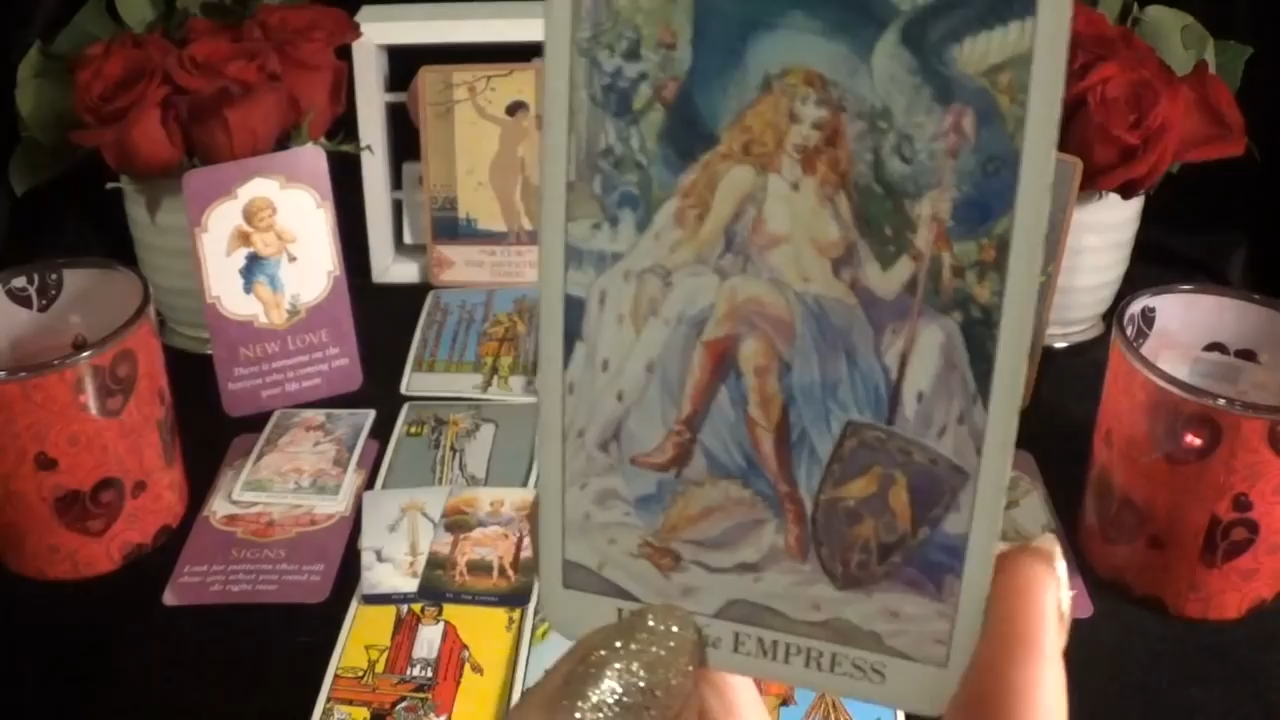 NEW LOVE
There is someone on the
horizon who is coming into
your life soon
SIGNS
Look for patterns that will
show you what you need to
do right now
the EMPRESS